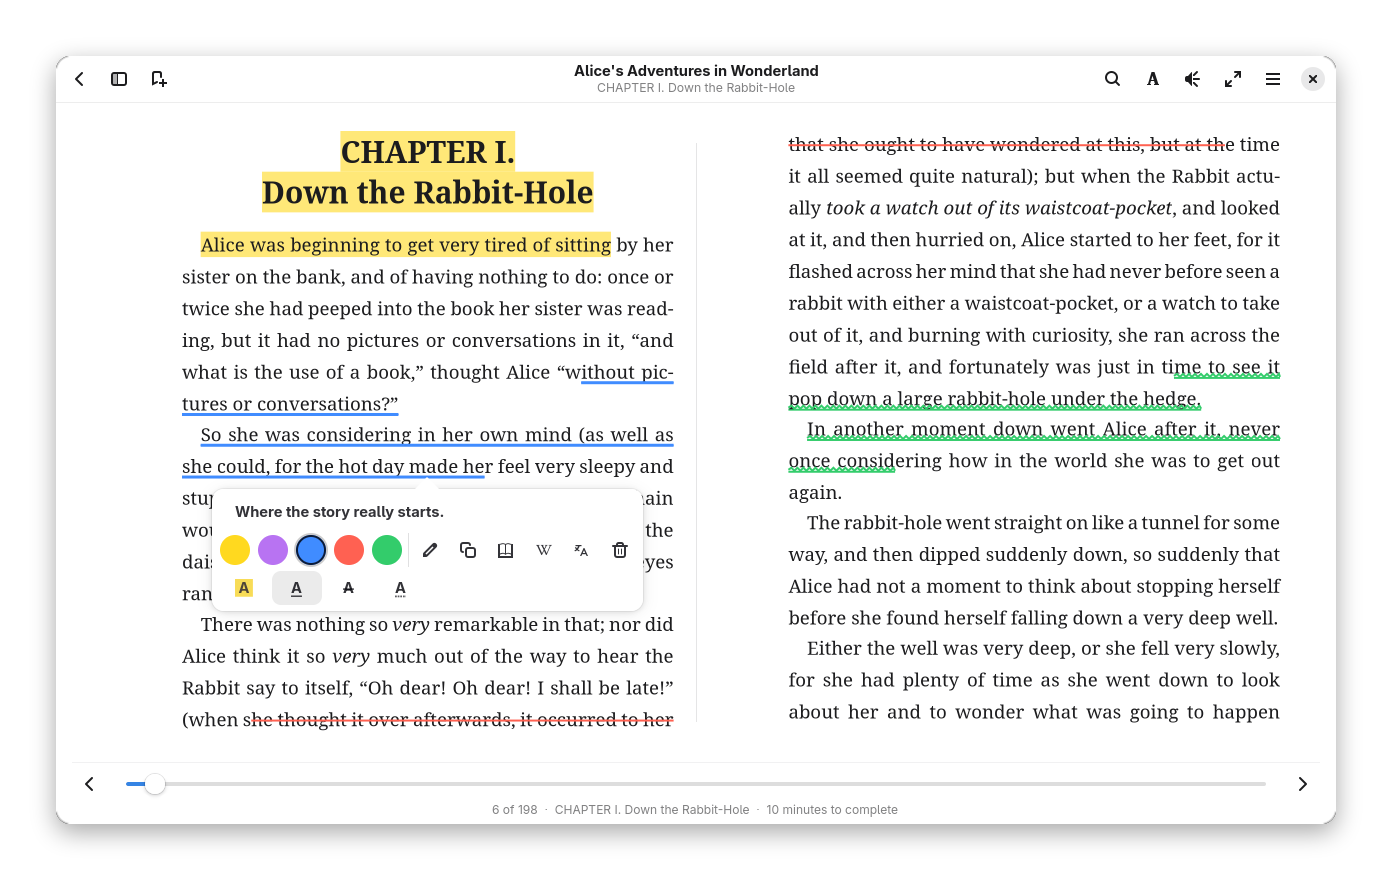 Alice's Adventures in Wonderland
CHAPTER I. Down the Rabbit-Hole
A
CHAPTER I.
Down the Rabbit-Hole
Alice was beginning to get very tired of sitting by her
sister on the bank, and of having nothing to do: once or
twice she had peeped into the book her sister was read-
ing, but it had no pictures or conversations in it, “and
what is the use of a book,” thought Alice “without pic-
tures or conversations?”
So she was considering in her own mind (as well as
she could, for the hot day made her feel very sleepy and
Where the story really starts.
W
A A A A
the
There was nothing so very remarkable in that; nor did
Alice think it so very much out of the way to hear the
Rabbit say to itself, “Oh dear! Oh dear! I shall be late!”
(when she thought it over afterwards, it occurred to her
that she ought to have wondered at this, but at the time
it all seemed quite natural); but when the Rabbit actu-
ally took a watch out of its waistcoat-pocket, and looked
at it, and then hurried on, Alice started to her feet, for it
flashed across her mind that she had never before seen a
rabbit with either a waistcoat-pocket, or a watch to take
out of it, and burning with curiosity, she ran across the
field after it, and fortunately was just in time to see it
pop down a large rabbit-hole under the hedge.
In another moment down went Alice after it, never
once considering how in the world she was to get out
again.
The rabbit-hole went straight on like a tunnel for some
way, and then dipped suddenly down, so suddenly that
Alice had not a moment to think about stopping herself
before she found herself falling down a very deep well.
Either the well was very deep, or she fell very slowly,
for she had plenty of time as she went down to look
about her and to wonder what was going to happen
6 of 198 · CHAPTER I. Down the Rabbit-Hole · 10 minutes to complete